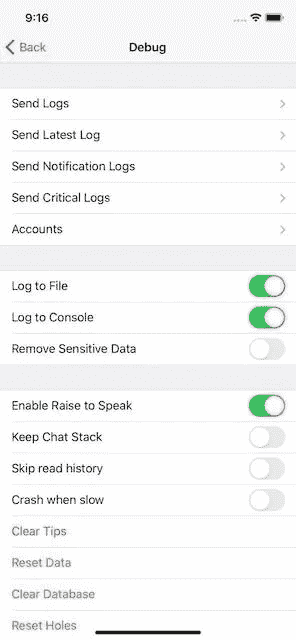 9:16
Back
Debug
Send Logs
Send Latest Log
Send Notification Logs
Send Critical Logs
Accounts
Log to File
Log to Console
Remove Sensitive Data
Enable Raise to Speak
Keep Chat Stack
Skip read history
Crash when slow
Clear Tips
Reset Data
Clear Database
Reset Holes